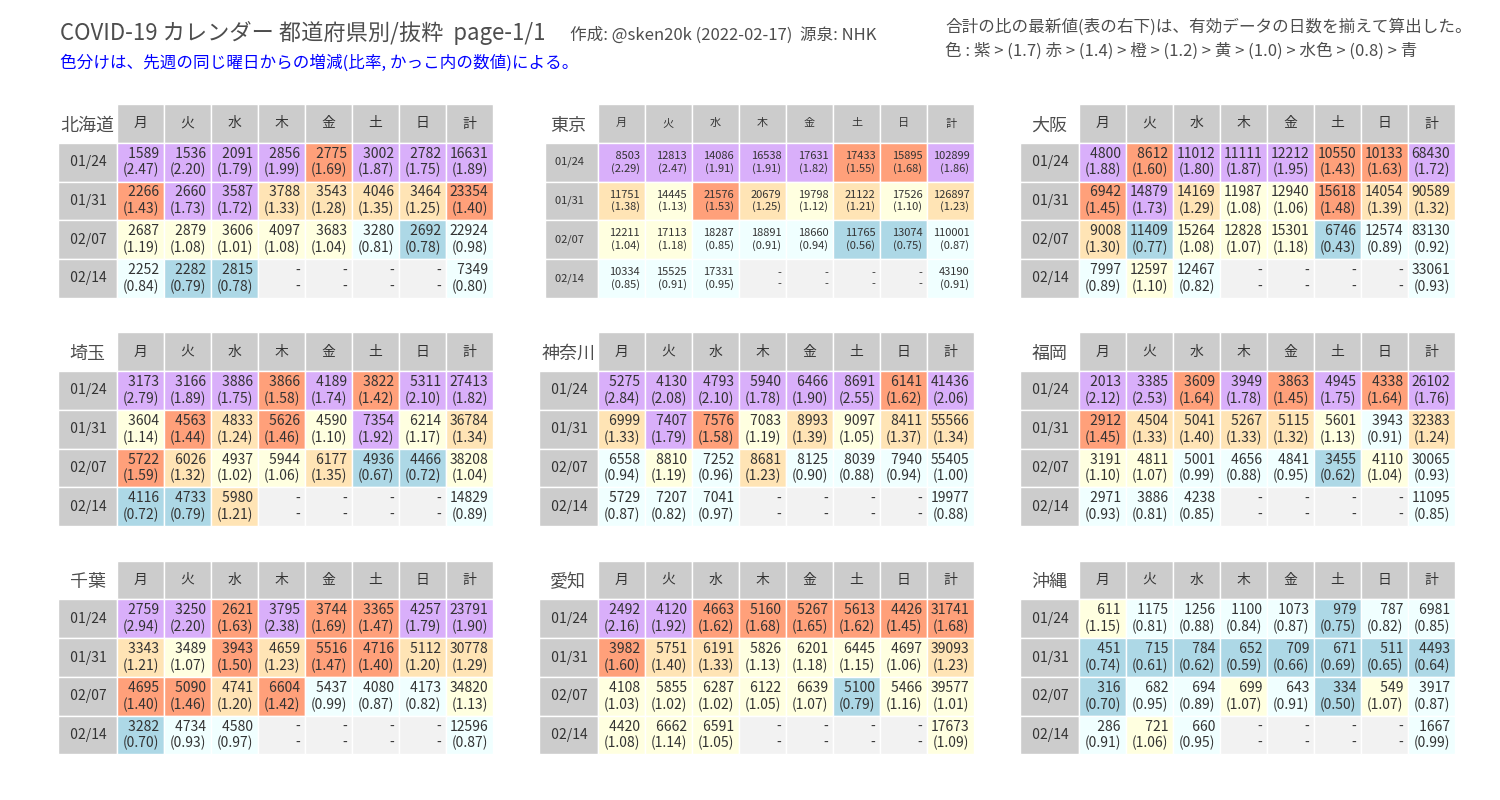 COVID-19 カレンダー 都道府県別/抜粋 page-1/1 作成: @sken20k (2022-02-17) 源泉: NHK
合計の比の最新値(表の右下)は、有効データの日数を揃えて算出した。
色分けは、先週の同じ曜日からの増減(比率, かっこ内の数値)による。
色 : 紫 > (1.7) 赤 > (1.4) > 橙 > (1.2) > 黄 > (1.0) > 水色 > (0.8) > 青
北海道 月 火 水 木 金 土 日 計
01/24 1589 1536 2091 2856 2775 3002 2782 16631
(2.47) (2.20) (1.79) (1.99) (1.69) (1.87) (1.75) (1.89)
01/31 2266 2660 3587 3788 3543 4046 3464 23354
(1.43) (1.73) (1.72) (1.33) (1.28) (1.35) (1.25) (1.40)
02/07 2687 2879 3606 4097 3683 3280 2692 22924
(1.19) (1.08) (1.01) (1.08) (1.04) (0.81) (0.78) (0.98)
02/14 2252 2282 2815 - - - - 7349
(0.84) (0.79) (0.78) - - - - (0.80)
東京 月 火 水 木 金 土 日 計
01/24 8503 12813 14086 16538 17631 17433 15895 102899
(2.29) (2.47) (1.91) (1.91) (1.82) (1.55) (1.68) (1.86)
01/31 11751 14445 21576 20679 19798 21122 17526 126897
(1.38) (1.13) (1.53) (1.25) (1.12) (1.21) (1.10) (1.23)
02/07 12211 17113 18287 18891 18660 11765 13074 110001
(1.04) (1.18) (0.85) (0.91) (0.94) (0.56) (0.75) (0.87)
02/14 10334 15525 17331 - - - - 43190
(0.85) (0.91) (0.95) - - - - (0.91)
大阪 月 火 水 木 金 土 日 計
01/24 4800 8612 11012 11111 12212 10550 10133 68430
(1.88) (1.60) (1.80) (1.87) (1.95) (1.43) (1.63) (1.72)
01/31 6942 14879 14169 11987 12940 15618 14054 90589
(1.45) (1.73) (1.29) (1.08) (1.06) (1.48) (1.39) (1.32)
02/07 9008 11409 15264 12828 15301 6746 12574 83130
(1.30) (0.77) (1.08) (1.07) (1.18) (0.43) (0.89) (0.92)
02/14 7997 12597 12467 - - - - 33061
(0.89) (1.10) (0.82) - - - - (0.93)
埼玉 月 火 水 木 金 土 日 計
01/24 3173 3166 3886 3866 4189 3822 5311 27413
(2.79) (1.89) (1.75) (1.58) (1.74) (1.42) (2.10) (1.82)
01/31 3604 4563 4833 5626 4590 7354 6214 36784
(1.14) (1.44) (1.24) (1.46) (1.10) (1.92) (1.17) (1.34)
02/07 5722 6026 4937 5944 6177 4936 4466 38208
(1.59) (1.32) (1.02) (1.06) (1.35) (0.67) (0.72) (1.04)
02/14 4116 4733 5980 - - - - 14829
(0.72) (0.79) (1.21) - - - - (0.89)
神奈川 月 火 水 木 金 土 日 計
01/24 5275 4130 4793 5940 6466 8691 6141 41436
(2.84) (2.08) (2.10) (1.78) (1.90) (2.55) (1.62) (2.06)
01/31 6999 7407 7576 7083 8993 9097 8411 55566
(1.33) (1.79) (1.58) (1.19) (1.39) (1.05) (1.37) (1.34)
02/07 6558 8810 7252 8681 8125 8039 7940 55405
(0.94) (1.19) (0.96) (1.23) (0.90) (0.88) (0.94) (1.00)
02/14 5729 7207 7041 - - - - 19977
(0.87) (0.82) (0.97) - - - - (0.88)
福岡 月 火 水 木 金 土 日 計
01/24 2013 3385 3609 3949 3863 4945 4338 26102
(2.12) (2.53) (1.64) (1.78) (1.45) (1.75) (1.64) (1.76)
01/31 2912 4504 5041 5267 5115 5601 3943 32383
(1.45) (1.33) (1.40) (1.33) (1.32) (1.13) (0.91) (1.24)
02/07 3191 4811 5001 4656 4841 3455 4110 30065
(1.10) (1.07) (0.99) (0.88) (0.95) (0.62) (1.04) (0.93)
02/14 2971 3886 4238 - - - - 11095
(0.93) (0.81) (0.85) - - - - (0.85)
千葉 月 火 水 木 金 土 日 計
01/24 2759 3250 2621 3795 3744 3365 4257 23791
(2.94) (2.20) (1.63) (2.38) (1.69) (1.47) (1.79) (1.90)
01/31 3343 3489 3943 4659 5516 4716 5112 30778
(1.21) (1.07) (1.50) (1.23) (1.47) (1.40) (1.20) (1.29)
02/07 4695 5090 4741 6604 5437 4080 4173 34820
(1.40) (1.46) (1.20) (1.42) (0.99) (0.87) (0.82) (1.13)
02/14 3282 4734 4580 - - - - 12596
(0.70) (0.93) (0.97) - - - - (0.87)
愛知 月 火 水 木 金 土 日 計
01/24 2492 4120 4663 5160 5267 5613 4426 31741
(2.16) (1.92) (1.62) (1.68) (1.65) (1.62) (1.45) (1.68)
01/31 3982 5751 6191 5826 6201 6445 4697 39093
(1.60) (1.40) (1.33) (1.13) (1.18) (1.15) (1.06) (1.23)
02/07 4108 5855 6287 6122 6639 5100 5466 39577
(1.03) (1.02) (1.02) (1.05) (1.07) (0.79) (1.16) (1.01)
02/14 4420 6662 6591 - - - - 17673
(1.08) (1.14) (1.05) - - - - (1.09)
沖縄 月 火 水 木 金 土 日 計
01/24 611 1175 1256 1100 1073 979 787 6981
(1.15) (0.81) (0.88) (0.84) (0.87) (0.75) (0.82) (0.85)
01/31 451 715 784 652 709 671 511 4493
(0.74) (0.61) (0.62) (0.59) (0.66) (0.69) (0.65) (0.64)
02/07 316 682 694 699 643 334 549 3917
(0.70) (0.95) (0.89) (1.07) (0.91) (0.50) (1.07) (0.87)
02/14 286 721 660 - - - - 1667
(0.91) (1.06) (0.95) - - - - (0.99)